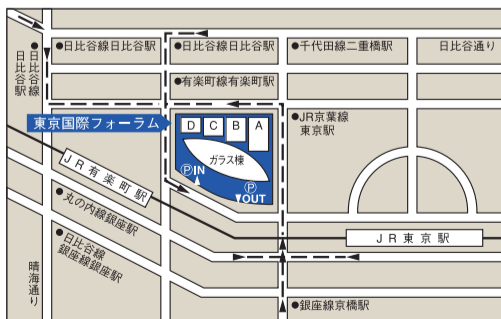 ●日比谷線日比谷駅
●日比谷線日比谷駅
●日比谷線日比谷駅
●千代田線二重橋駅
日比谷通り
●有楽町線有楽町駅
東京国際フォーラム
D
C
B
A
ガラス棟
ⓅIN
Ⓟ
OUT
●JR京葉線
東京駅
JR有楽町駅
●丸の内線銀座駅
●日比谷線
銀座線銀座駅
晴海通り
JR東京駅
●銀座線京橋駅